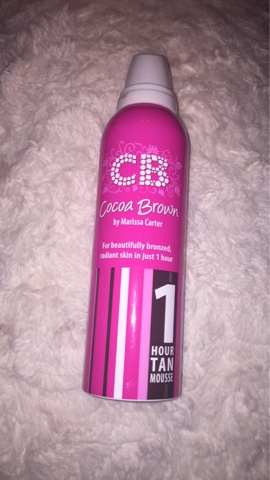 CB
Cocoa Brown
by Marissa Carter
For beautifully bronzed,
radiant skin in just 1 hour
1
HOUR
TAN
MOUSSE